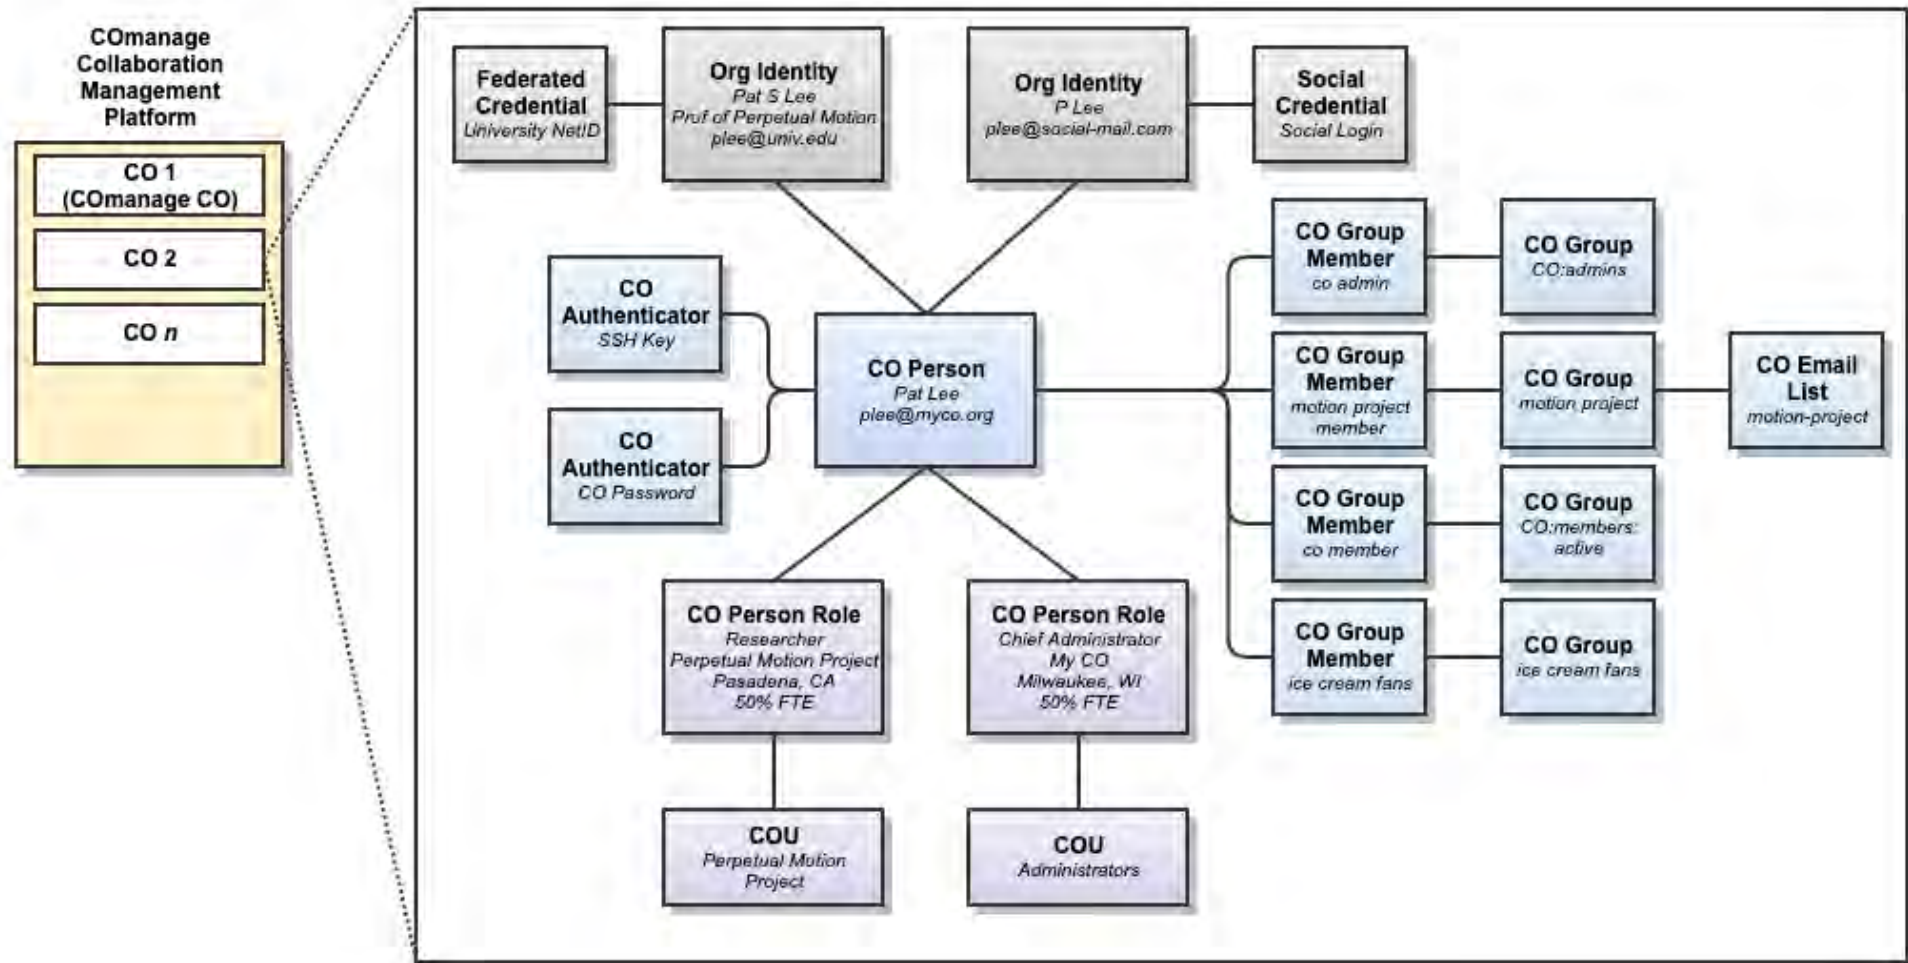 COmanage
Collaboration
Management
Platform
CO 1
(COmanage CO)
CO 2
CO n
Federated
Credential
University NetID
Org Identity
Pat S Lee
Prof of Perpetual Motion
plee@univ.edu
Org Identity
P Lee
plee@social-mail.com
Social
Credential
Social Login
CO
Authenticator
SSH Key
CO
Authenticator
CO Password
CO Person
Pat Lee
plee@myco.org
CO Group
Member
co admin
CO Group
CO:admins
CO Group
Member
motion project
member
CO Group
motion project
CO Email
List
motion-project
CO Group
Member
co member
CO Group
CO:members:
active
CO Group
Member
ice cream fans
CO Group
ice cream fans
CO Person Role
Researcher
Perpetual Motion Project
Pasadena, CA
50% FTE
CO Person Role
Chief Administrator
My CO
Milwaukee, WI
50% FTE
COU
Perpetual Motion
Project
COU
Administrators